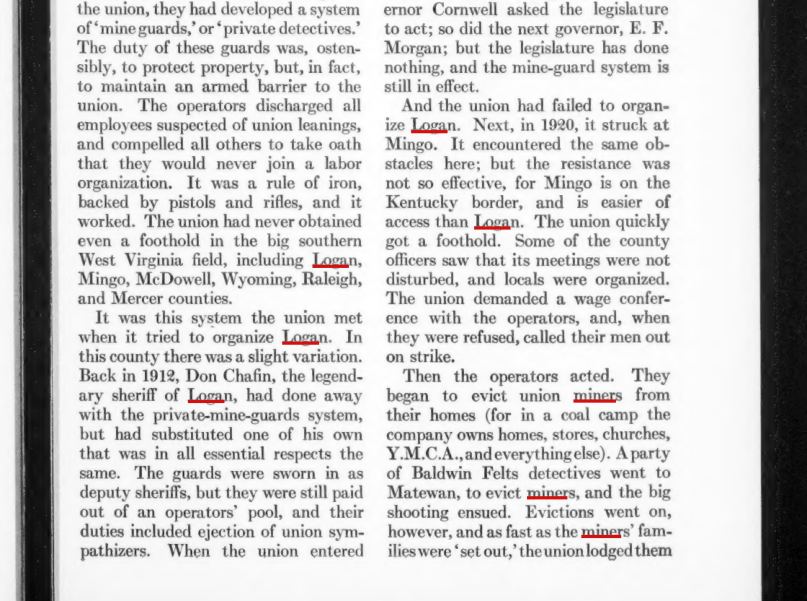 the union, they had developed a system
of ‘mine guards,’ or ‘private detectives.’
The duty of these guards was, osten-
sibly, to protect property, but, in fact,
to maintain an armed barrier to the
union. The operators discharged all
employees suspected of union leanings,
and compelled all others to take oath
that they would never join a labor
organization. It was a rule of iron,
backed by pistols and rifles, and it
worked. The union had never obtained
even a foothold in the big southern
West Virginia field, including Logan,
Mingo, McDowell, Wyoming, Raleigh,
and Mercer counties.
It was this system the union met
when it tried to organize Logan. In
this county there was a slight variation.
Back in 1912, Don Chafin, the legend-
ary sheriff of Logan, had done away
with the private-mine-guards system,
but had substituted one of his own
that was in all essential respects the
same. The guards were sworn in as
deputy sheriffs, but they were still paid
out of an operators’ pool, and their
duties included ejection of union sym-
pathizers. When the union entered
ernor Cornwell asked the legislature
to act; so did the next governor, E. F.
Morgan; but the legislature has done
nothing, and the mine-guard system is
still in effect.
And the union had failed to organ-
ize Logan. Next, in 1920, it struck at
Mingo. It encountered the same ob-
stacles here; but the resistance was
not so effective, for Mingo is on the
Kentucky border, and is easier of
access than Logan. The union quickly
got a foothold. Some of the county
officers saw that its meetings were not
disturbed, and locals were organized.
The union demanded a wage confer-
ence with the operators, and, when
they were refused, called their men out
on strike.
Then the operators acted. They
began to evict union miners from
their homes (for in a coal camp the
company owns homes, stores, churches,
Y.M.C.A., and everything else). A party
of Baldwin Felts detectives went to
Matewan, to evict miners, and the big
shooting ensued. Evictions went on,
however, and as fast as the miners’ fam-
ilies were ‘set out,’ the union lodged them